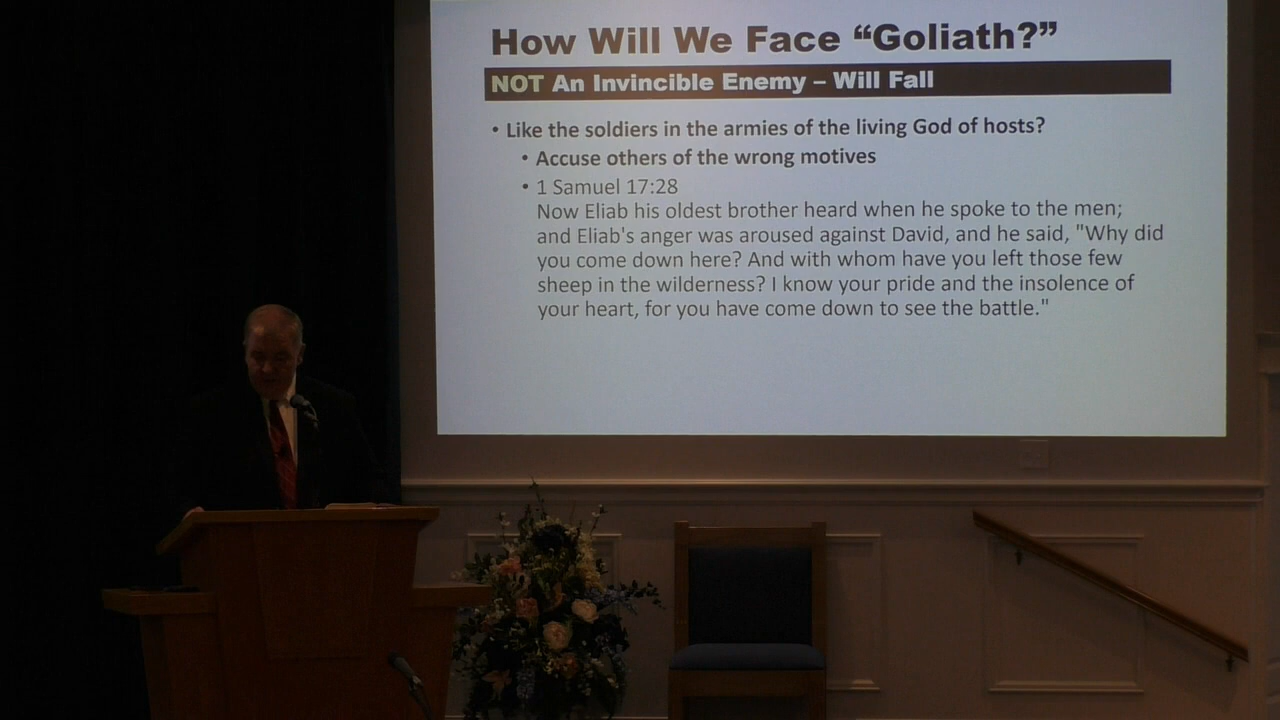 How Will We Face “Goliath?”
NOT An Invincible Enemy – Will Fall
• Like the soldiers in the armies of the living God of hosts?
• Accuse others of the wrong motives
• 1 Samuel 17:28
Now Eliab his oldest brother heard when he spoke to the men;
and Eliab's anger was aroused against David, and he said, "Why did
you come down here? And with whom have you left those few
sheep in the wilderness? I know your pride and the insolence of
your heart, for you have come down to see the battle."